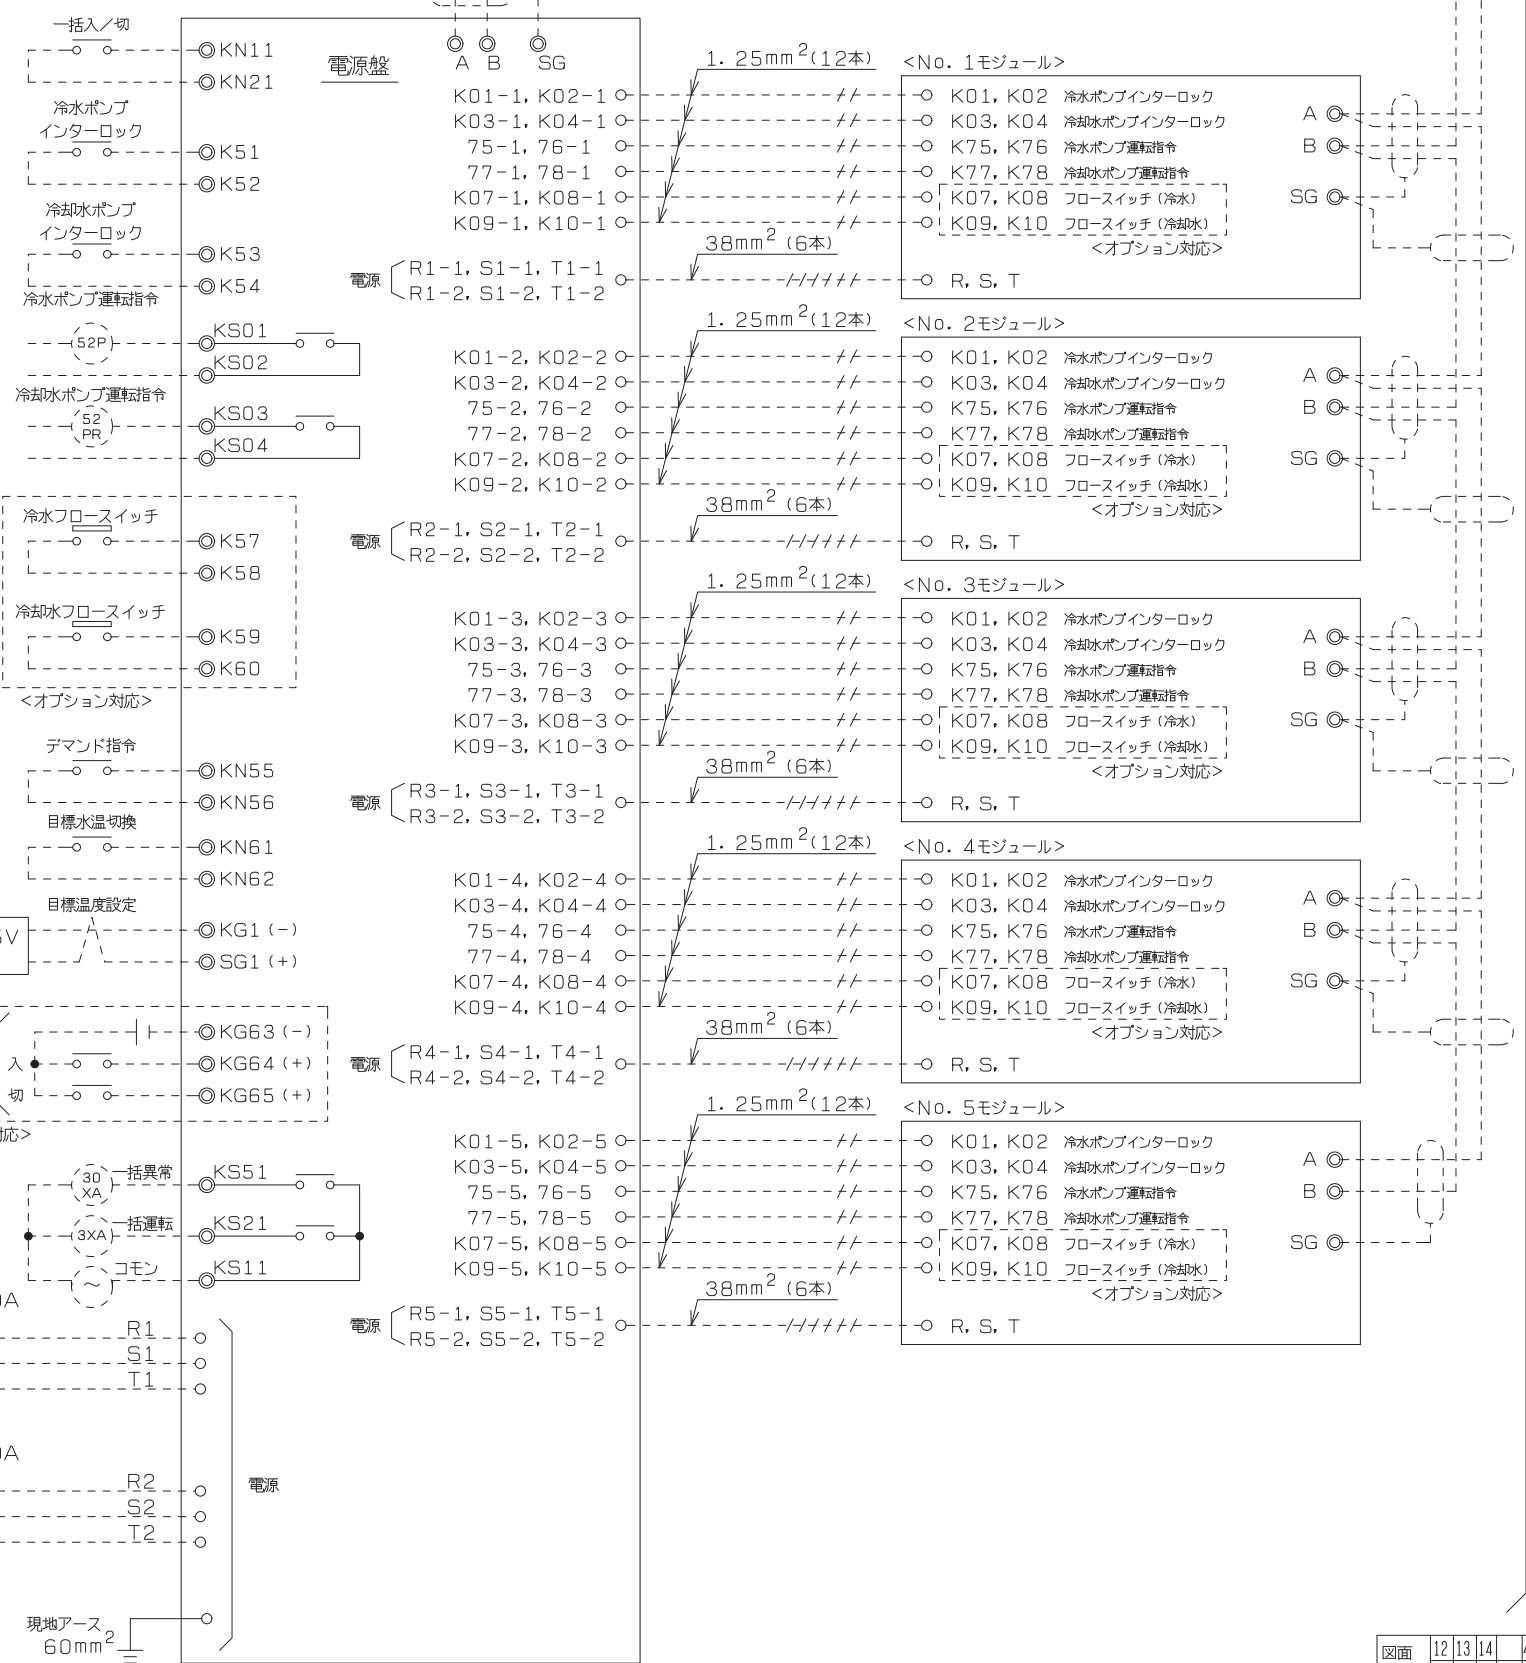 一括入／切
KN11
KN21
冷水ポンプ
インターロック
K51
K52
冷却水ポンプ
インターロック
K53
K54
冷水ポンプ運転指令
52P
KS01
KS02
冷却水ポンプ運転指令
52
PR
KS03
KS04
冷水フロースイッチ
K57
K58
冷却水フロースイッチ
K59
K60
<オプション対応>
デマンド指令
KN55
KN56
目標水温切換
KN61
KN62
目標温度設定
V
KG1 (-)
SG1 (+)
KG63 (-)
入
KG64 (+)
切
KG65 (+)
対応>
30
XA
一括異常
KS51
3XA
一括運転
KS21
コモン
KS11
A
R1
S1
T1
A
R2
S2
T2
電源
現地アース
60mm2
電源盤
A B SG
K01-1, K02-1
K03-1, K04-1
75-1, 76-1
77-1, 78-1
K07-1, K08-1
K09-1, K10-1
電源
R1-1, S1-1, T1-1
R1-2, S1-2, T1-2
1. 25mm2(12本)
38mm2 (6本)
<No. 1モジュール>
K01, K02 冷水ポンプインターロック
K03, K04 冷却水ポンプインターロック
K75, K76 冷水ポンプ運転指令
K77, K78 冷却水ポンプ運転指令
K07, K08 フロースイッチ (冷水)
K09, K10 フロースイッチ (冷却水)
<オプション対応>
R, S, T
A
B
SG
K01-2, K02-2
K03-2, K04-2
75-2, 76-2
77-2, 78-2
K07-2, K08-2
K09-2, K10-2
電源
R2-1, S2-1, T2-1
R2-2, S2-2, T2-2
1. 25mm2(12本)
38mm2 (6本)
<No. 2モジュール>
K01, K02 冷水ポンプインターロック
K03, K04 冷却水ポンプインターロック
K75, K76 冷水ポンプ運転指令
K77, K78 冷却水ポンプ運転指令
K07, K08 フロースイッチ (冷水)
K09, K10 フロースイッチ (冷却水)
<オプション対応>
R, S, T
A
B
SG
K01-3, K02-3
K03-3, K04-3
75-3, 76-3
77-3, 78-3
K07-3, K08-3
K09-3, K10-3
電源
R3-1, S3-1, T3-1
R3-2, S3-2, T3-2
1. 25mm2(12本)
38mm2 (6本)
<No. 3モジュール>
K01, K02 冷水ポンプインターロック
K03, K04 冷却水ポンプインターロック
K75, K76 冷水ポンプ運転指令
K77, K78 冷却水ポンプ運転指令
K07, K08 フロースイッチ (冷水)
K09, K10 フロースイッチ (冷却水)
<オプション対応>
R, S, T
A
B
SG
K01-4, K02-4
K03-4, K04-4
75-4, 76-4
77-4, 78-4
K07-4, K08-4
K09-4, K10-4
電源
R4-1, S4-1, T4-1
R4-2, S4-2, T4-2
1. 25mm2(12本)
38mm2 (6本)
<No. 4モジュール>
K01, K02 冷水ポンプインターロック
K03, K04 冷却水ポンプインターロック
K75, K76 冷水ポンプ運転指令
K77, K78 冷却水ポンプ運転指令
K07, K08 フロースイッチ (冷水)
K09, K10 フロースイッチ (冷却水)
<オプション対応>
R, S, T
A
B
SG
K01-5, K02-5
K03-5, K04-5
75-5, 76-5
77-5, 78-5
K07-5, K08-5
K09-5, K10-5
電源
R5-1, S5-1, T5-1
R5-2, S5-2, T5-2
1. 25mm2(12本)
38mm2 (6本)
<No. 5モジュール>
K01, K02 冷水ポンプインターロック
K03, K04 冷却水ポンプインターロック
K75, K76 冷水ポンプ運転指令
K77, K78 冷却水ポンプ運転指令
K07, K08 フロースイッチ (冷水)
K09, K10 フロースイッチ (冷却水)
<オプション対応>
R, S, T
A
B
SG
図面 12 13 14